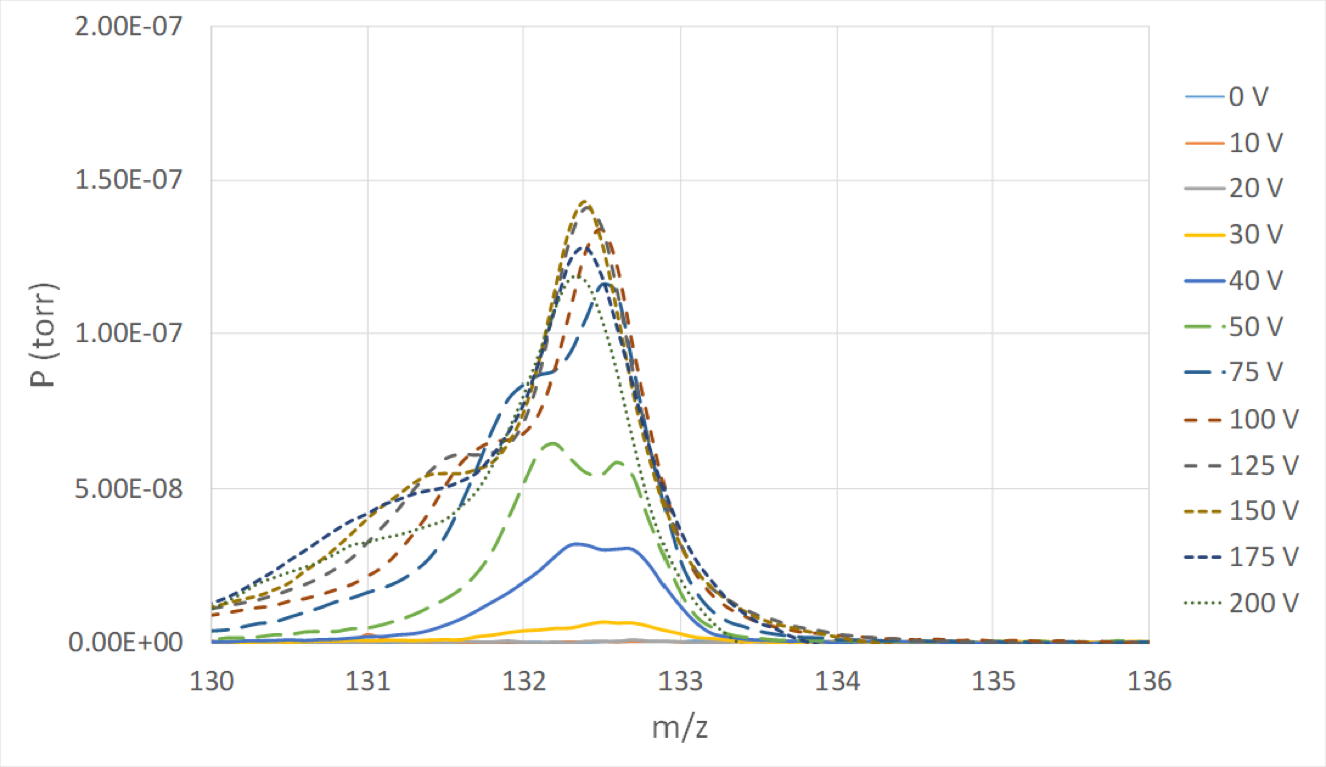 2.00E-07
1.50E-07
1.00E-07
5.00E-08
0.00E+00
P (torr)
130 131 132 133 134 135 136
m/z
0 V
10 V
20 V
30 V
40 V
50 V
75 V
100 V
125 V
150 V
175 V
200 V